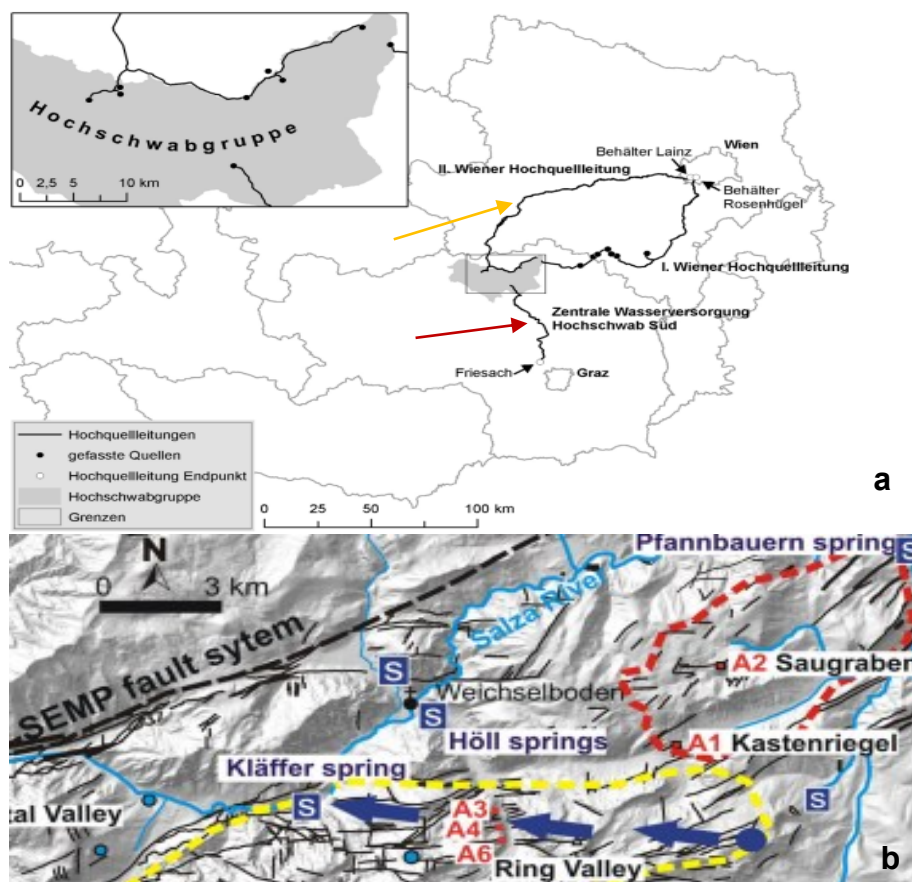 Hochschwabgruppe
0 2,5 5 10 km
Wien
Behälter Lainz
II. Wiener Hochquellleitung
Behälter
Rosenhügel
I. Wiener Hochquellleitung
Zentrale Wasserversorgung
Hochschwab Süd
Friesach
Graz
Hochquellleitungen
gefasste Quellen
Hochquellleitung Endpunkt
Hochschwabgruppe
Grenzen
0 25 50 100 km
a
N
0 3 km
Pfannbauern spring
S
SEMP fault sytem
Salza River
S
A2 Saugraben
Weichselboden
S
Höll springs
A1 Kastenriegel
Kläffer spring
S
S
tal Valley
A3
A4
A6
Ring Valley
b